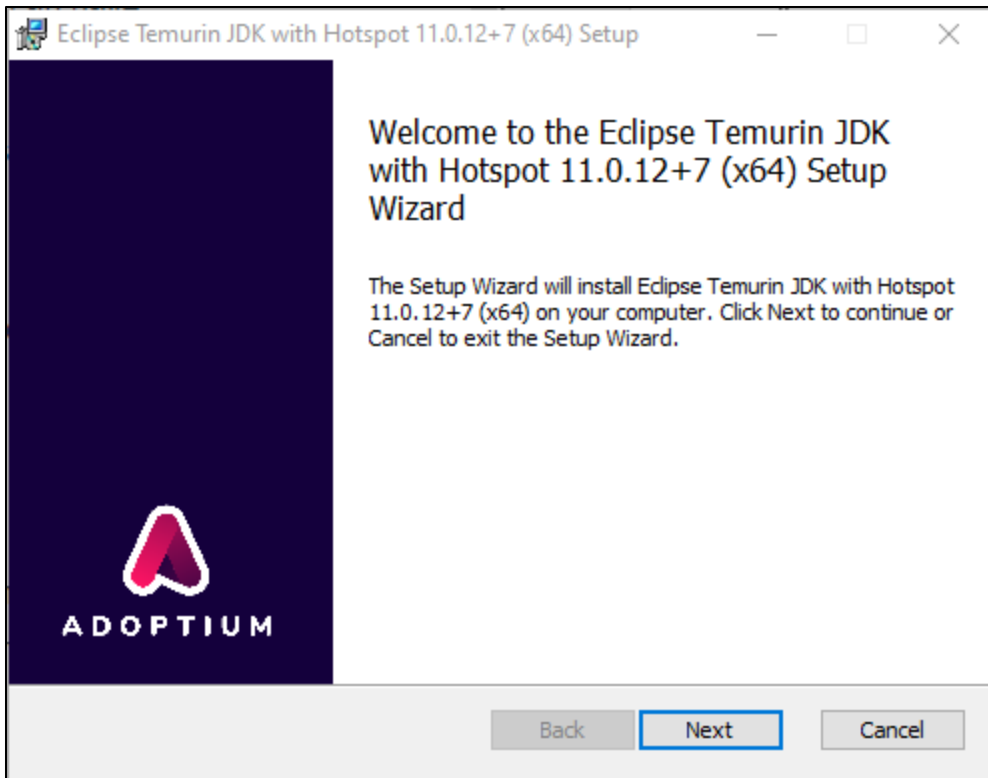 Eclipse Temurin JDK with Hotspot 11.0.12+7 (x64) Setup
Welcome to the Eclipse Temurin JDK
with Hotspot 11.0.12+7 (x64) Setup
Wizard
The Setup Wizard will install Eclipse Temurin JDK with Hotspot
11.0.12+7 (x64) on your computer. Click Next to continue or
Cancel to exit the Setup Wizard.
ADOPTIUM
Back
Next
Cancel